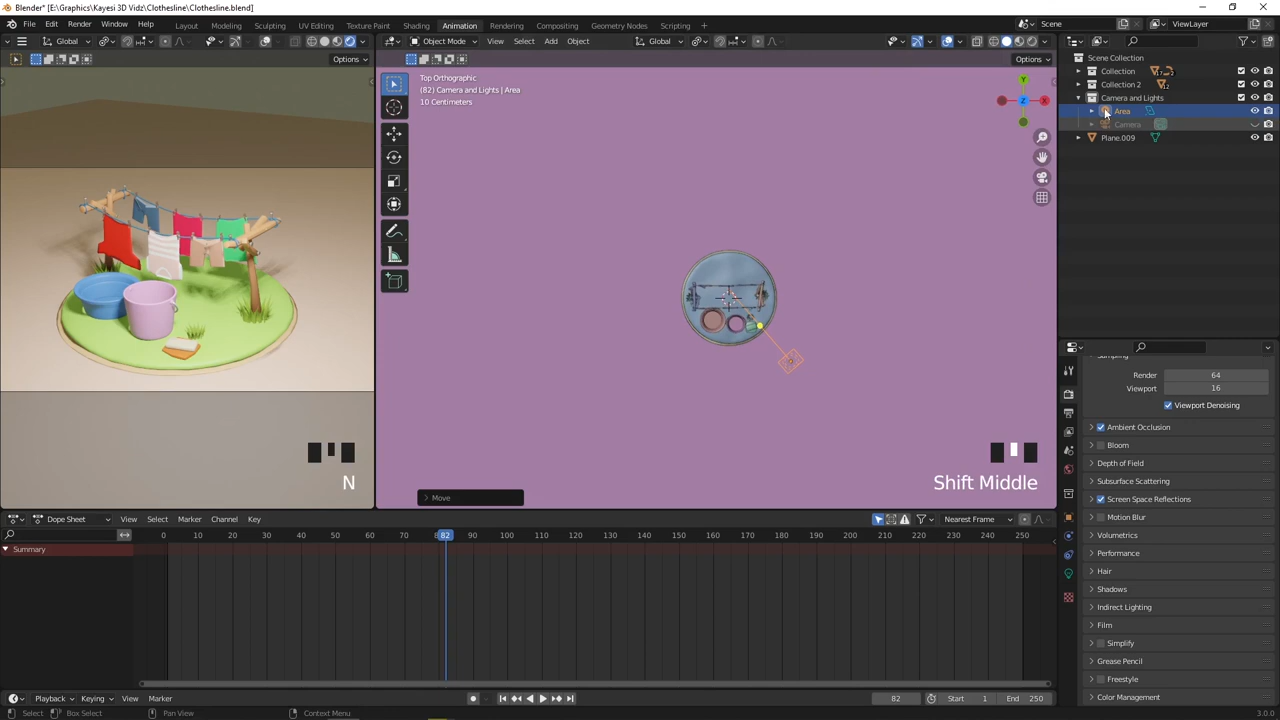 Blender* [E:\Graphics\Kayesi 3D Vidz\Clothesline\Clothesline.blend]
File Edit Render Window Help Layout Modeling Sculpting UV Editing Texture Paint Shading Animation Rendering Compositing Geometry Nodes Scripting Scene ViewLayer
Global Object Mode View Select Add Object Global
Options Options Scene Collection
Top Orthographic Collection
(82) Camera and Lights | Area Collection 2
10 Centimeters Camera and Lights
Area
Camera
Plane.009
Sampling
Render 64
Viewport 16
Viewport Denoising
Ambient Occlusion
Bloom
Depth of Field
Subsurface Scattering
Screen Space Reflections
Motion Blur
Volumetrics
Performance
Hair
Shadows
Indirect Lighting
Film
Simplify
Grease Pencil
Freestyle
Color Management
N
Shift Middle
Move
Dope Sheet View Select Marker Channel Key Nearest Frame
0 10 20 30 40 50 60 70 82 90 100 110 120 130 140 150 160 170 180 190 200 210 220 230 240 250
Summary
Playback Keying View Marker 82 Start 1 End 250
Select Box Select Pan View Context Menu 3.0.0